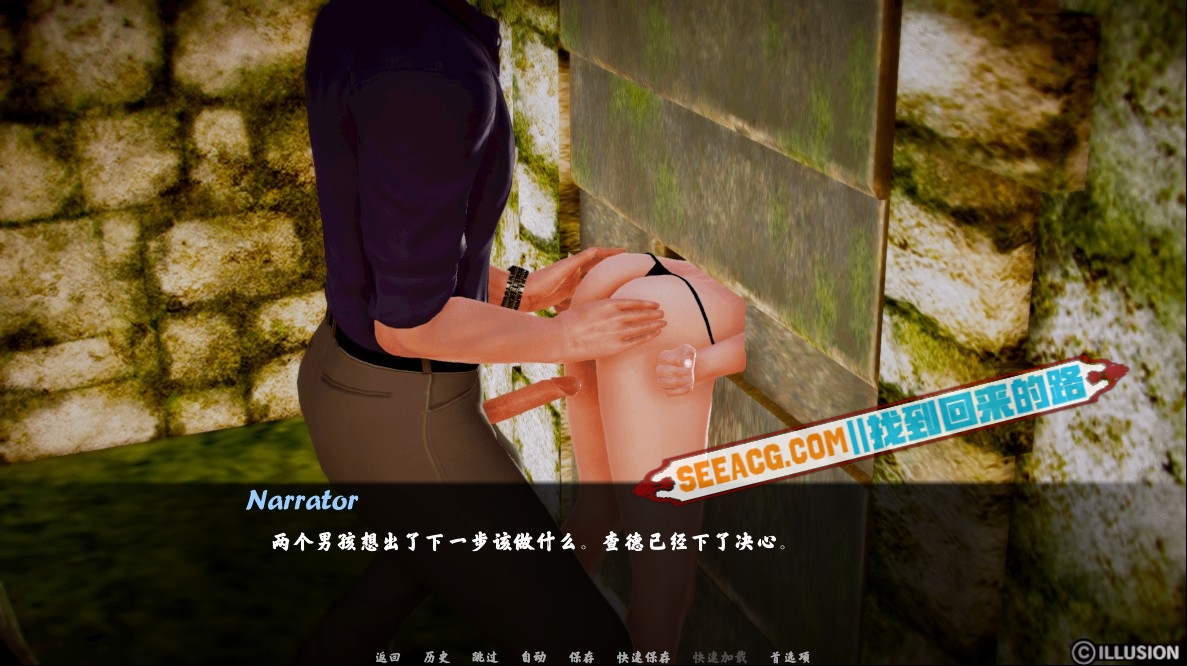 SEEACG.COM||找到回来的路
Narrator
两个男孩想出了下一步该做什么。查德已经下了决心。
返回 历史 跳过 自动 保存 快速保存 快速加载 首选项
©ILLUSION